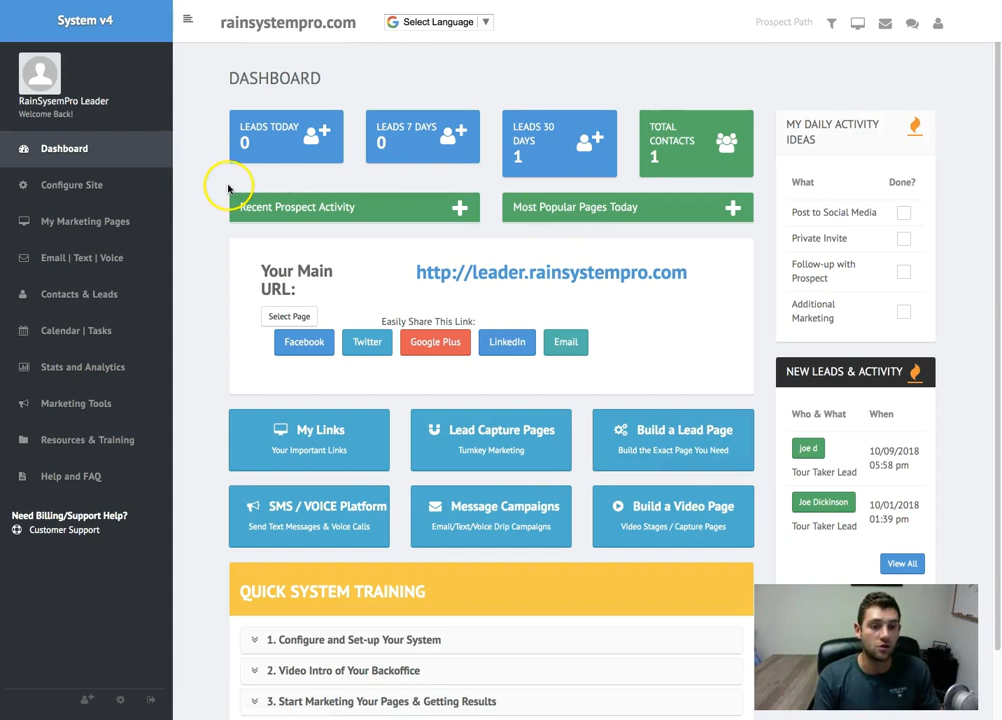 System v4
rainsystempro.com
Select Language ▼
Prospect Path
RainSysemPro Leader
Welcome Back!
Dashboard
Configure Site
My Marketing Pages
Email | Text | Voice
Contacts & Leads
Calendar | Tasks
Stats and Analytics
Marketing Tools
Resources & Training
Help and FAQ
Need Billing/Support Help?
Customer Support
DASHBOARD
LEADS TODAY
0
LEADS 7 DAYS
0
LEADS 30
DAYS
1
TOTAL
CONTACTS
1
Recent Prospect Activity
Most Popular Pages Today
Your Main
URL:
http://leader.rainsystempro.com
Select Page
Easily Share This Link:
Facebook
Twitter
Google Plus
LinkedIn
Email
My Links
Your Important Links
Lead Capture Pages
Turnkey Marketing
Build a Lead Page
Build the Exact Page You Need
SMS / VOICE Platform
Send Text Messages & Voice Calls
Message Campaigns
Email/Text/Voice Drip Campaigns
Build a Video Page
Video Stages / Capture Pages
QUICK SYSTEM TRAINING
1. Configure and Set-up Your System
2. Video Intro of Your Backoffice
3. Start Marketing Your Pages & Getting Results
MY DAILY ACTIVITY
IDEAS
What Done?
Post to Social Media
Private Invite
Follow-up with
Prospect
Additional
Marketing
NEW LEADS & ACTIVITY
Who & What When
joe d
Tour Taker Lead
10/09/2018
05:58 pm
Joe Dickinson
Tour Taker Lead
10/01/2018
01:39 pm
View All